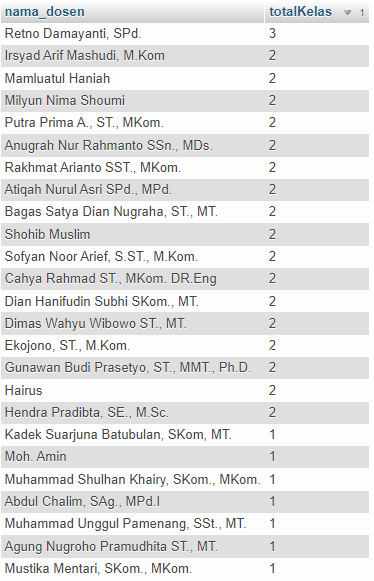 nama_dosen totalKelas 1
Retno Damayanti, SPd. 3
Irsyad Arif Mashudi, M.Kom 2
Mamluatul Haniah 2
Milyun Nima Shoumi 2
Putra Prima A., ST., MKom. 2
Anugrah Nur Rahmanto SSn., MDs. 2
Rakhmat Arianto SST., MKom. 2
Atiqah Nurul Asri SPd., MPd. 2
Bagas Satya Dian Nugraha, ST., MT. 2
Shohib Muslim 2
Sofyan Noor Arief, S.ST., M.Kom. 2
Cahya Rahmad ST., MKom. DR.Eng 2
Dian Hanifudin Subhi SKom., MT. 2
Dimas Wahyu Wibowo ST., MT. 2
Ekojono, ST., M.Kom. 2
Gunawan Budi Prasetyo, ST., MMT., Ph.D. 2
Hairus 2
Hendra Pradibta, SE., M.Sc. 2
Kadek Suarjuna Batubulan, SKom, MT. 1
Moh. Amin 1
Muhammad Shulhan Khairy, SKom., MKom. 1
Abdul Chalim, SAg., MPd.I 1
Muhammad Unggul Pamenang, SSt., MT. 1
Agung Nugroho Pramudhita ST., MT. 1
Mustika Mentari, SKom., MKom. 1